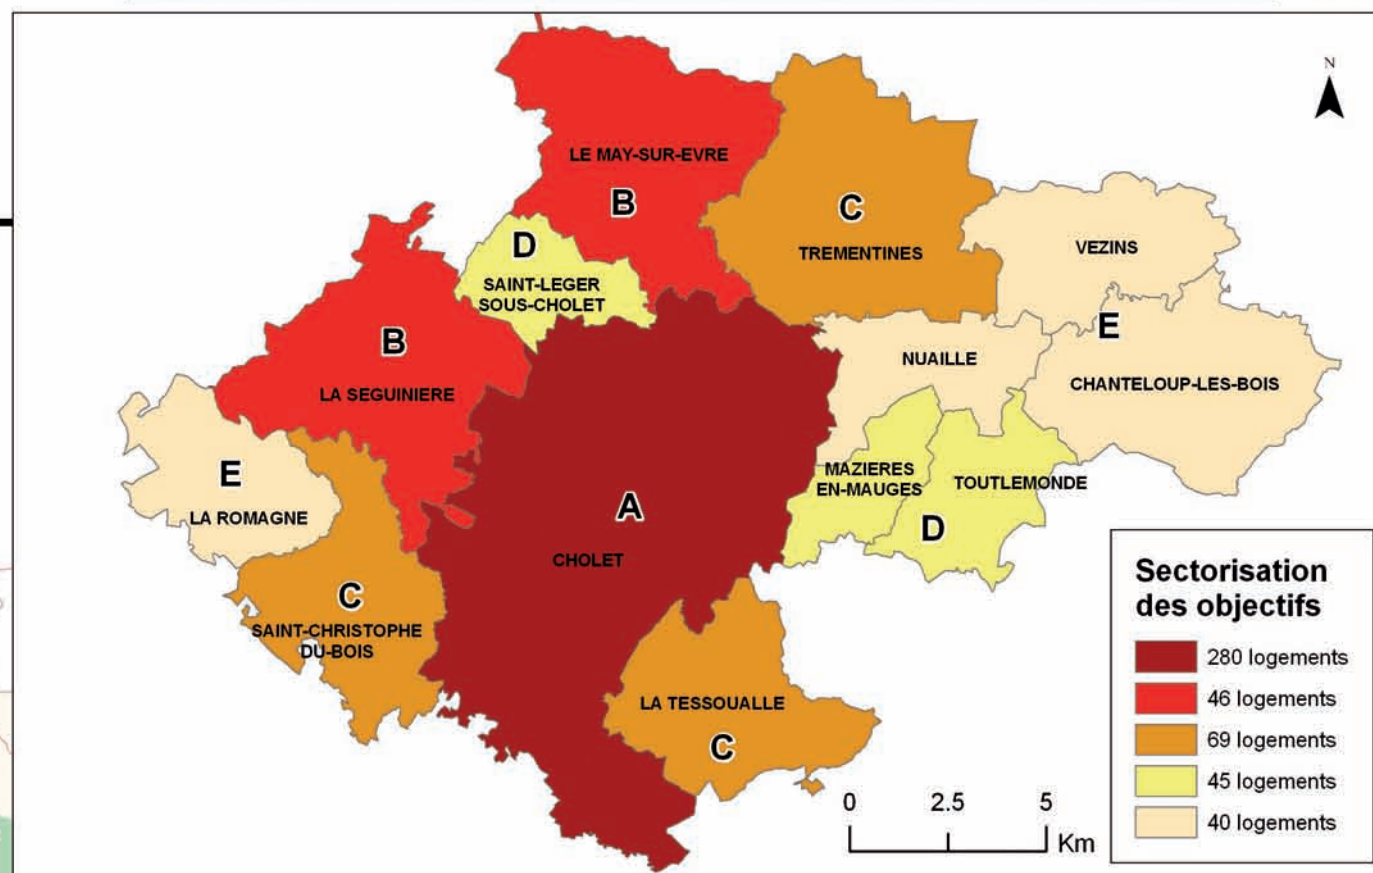 N
LE MAY-SUR-EVRE
B
C
TREMENTINES
D
SAINT-LEGER
SOUS-CHOLET
VEZINS
E
B
LA SEGUINIERE
NUAILLE
CHANTELOUP-LES-BOIS
E
LA ROMAGNE
MAZIERES
EN-MAUGES
TOUTLEMONDE
D
A
CHOLET
C
SAINT-CHRISTOPHE
DU-BOIS
LA TESSOUALLE
C
0 2.5 5
Km
Sectorisation
des objectifs
280 logements
46 logements
69 logements
45 logements
40 logements